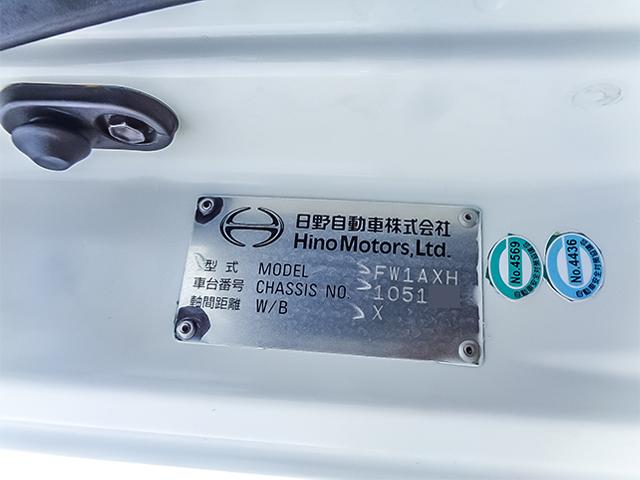 日野自動車株式会社
Hino Motors, Ltd.
型式 MODEL FW1AXH
車台番号 CHASSIS NO. 1051
軸間距離 W/B X
No.4569
No.4436